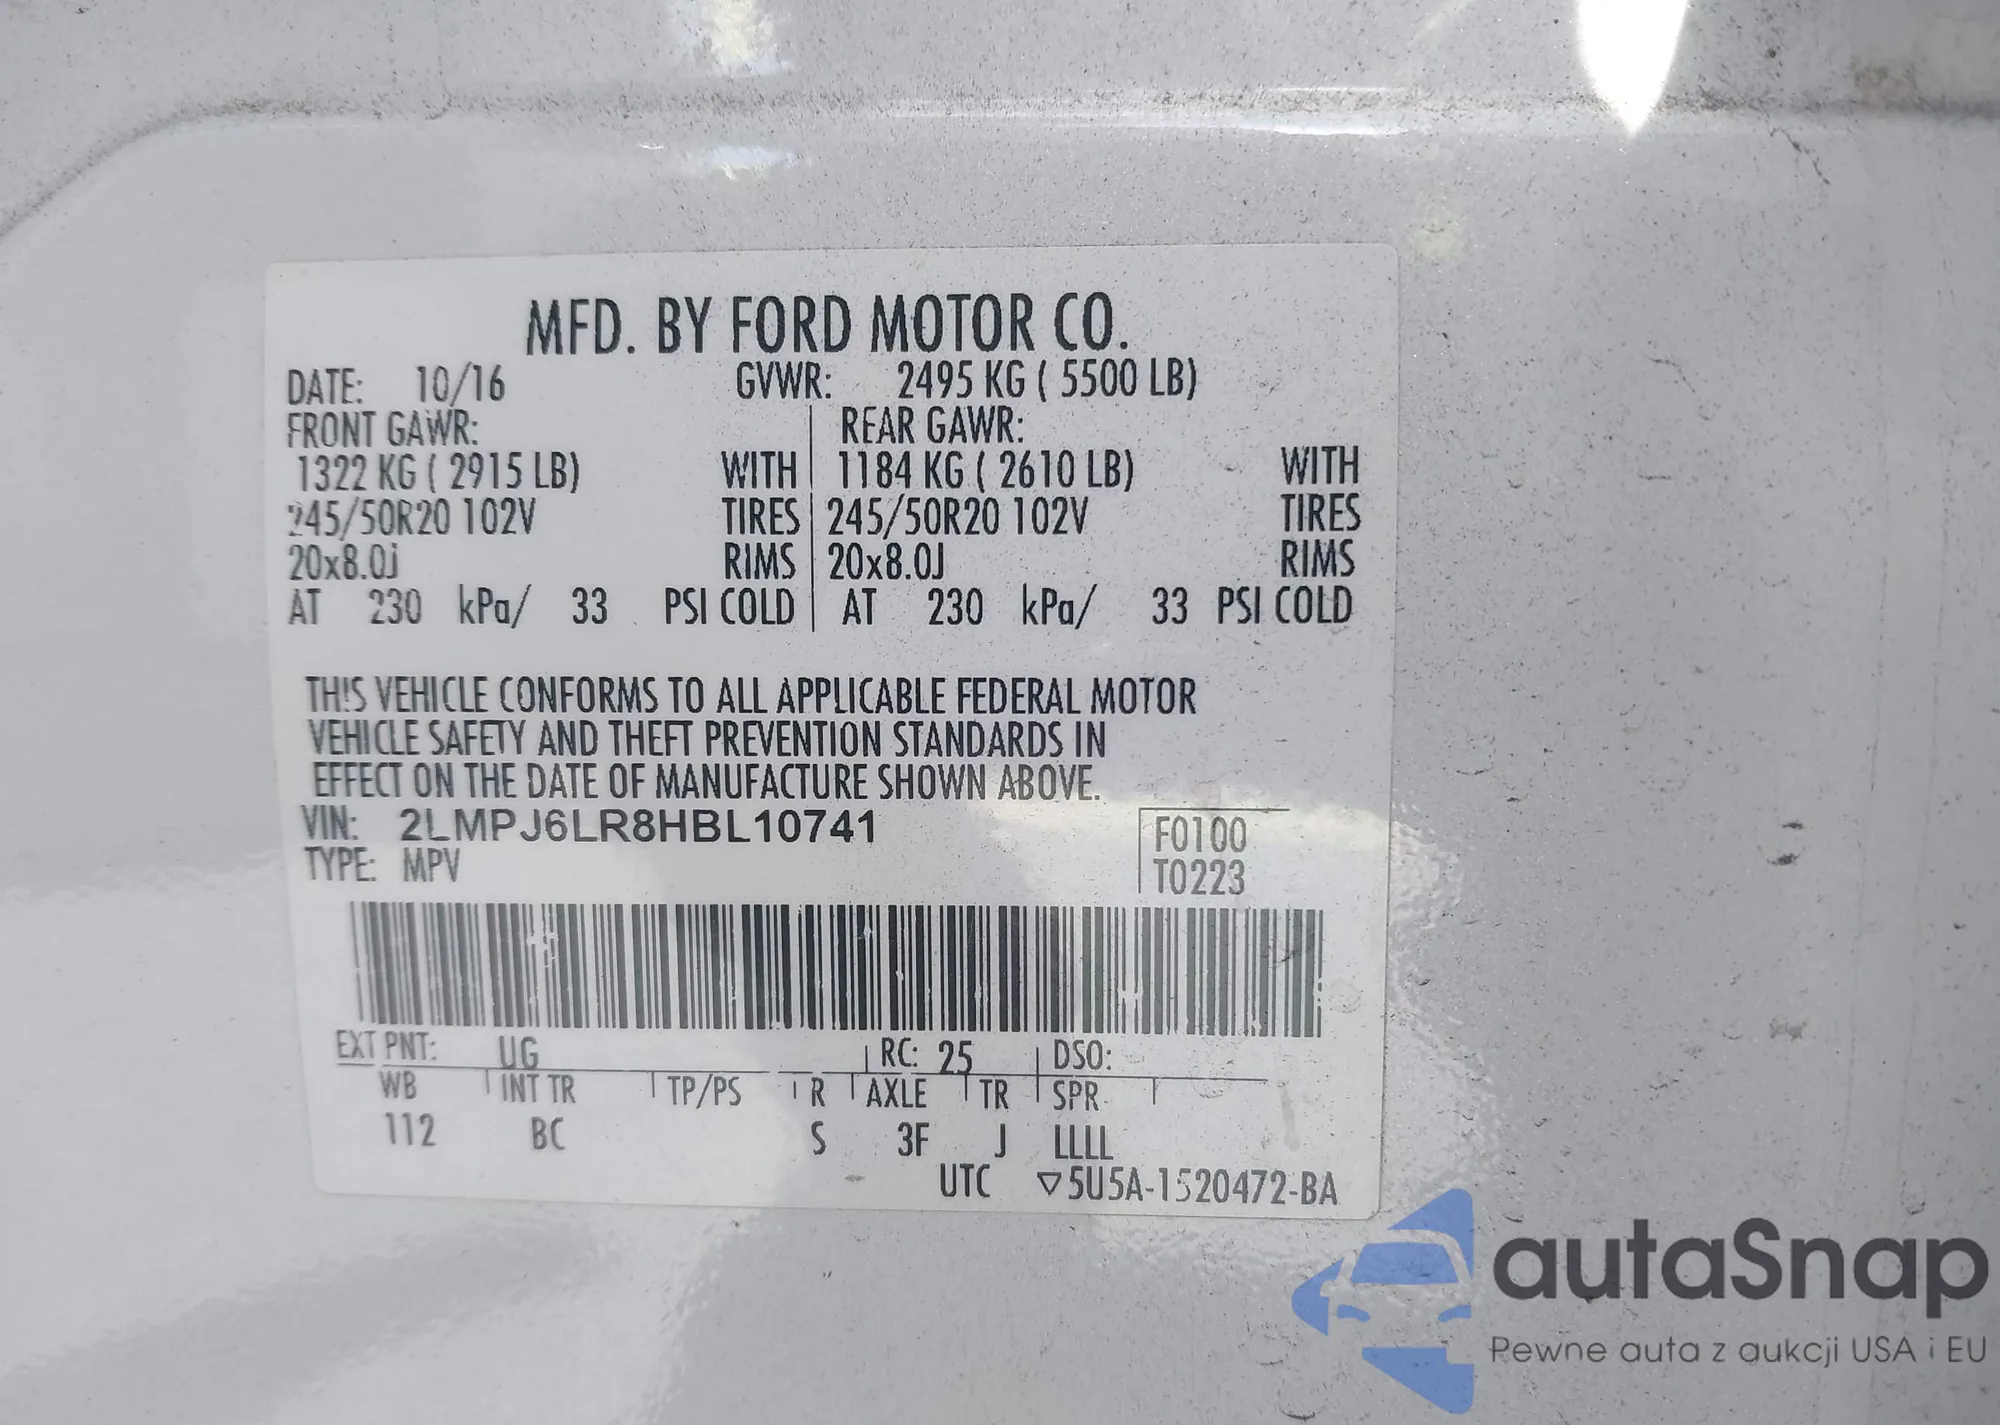 MFD. BY FORD MOTOR CO.
DATE: 10/16 GVWR: 2495 KG ( 5500 LB)
FRONT GAWR: REAR GAWR:
1322 KG ( 2915 LB) WITH 1184 KG ( 2610 LB) WITH
245/50R20 102V TIRES 245/50R20 102V TIRES
20x8.0J RIMS 20x8.0J RIMS
AT 230 kPa/ 33 PSI COLD AT 230 kPa/ 33 PSI COLD
THIS VEHICLE CONFORMS TO ALL APPLICABLE FEDERAL MOTOR
VEHICLE SAFETY AND THEFT PREVENTION STANDARDS IN
EFFECT ON THE DATE OF MANUFACTURE SHOWN ABOVE.
VIN: 2LMPJ6LR8HBL10741
TYPE: MPV
F0100
T0223
EXT PNT: UG RC: 25 DSO:
WB INT TR TP/PS R AXLE TR SPR
112 BC S 3F J LLLL
UTC ▽5U5A-1520472-BA
autaSnap
Pewne auta z aukcji USA i EU